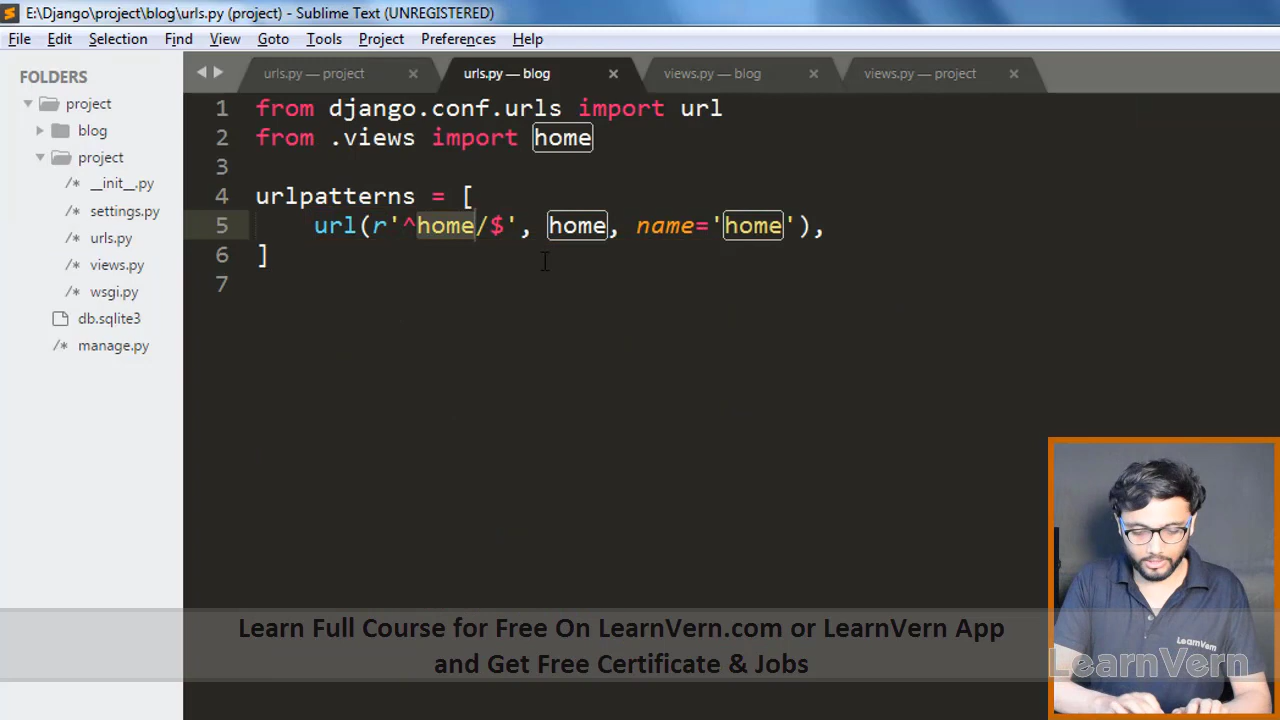 E:\Django\project\blog\urls.py (project) - Sublime Text (UNREGISTERED)
File Edit Selection Find View Goto Tools Project Preferences Help
FOLDERS
project
blog
project
/* __init__.py
/* settings.py
/* urls.py
/* views.py
/* wsgi.py
db.sqlite3
/* manage.py
urls.py — project × urls.py — blog × views.py — blog × views.py — project ×
1 from django.conf.urls import url
2 from .views import home
3
4 urlpatterns = [
5 url(r'^home/$', home, name='home'),
6 ]
7
Learn Full Course for Free On LearnVern.com or LearnVern App
and Get Free Certificate & Jobs
LearnVern
LearnVern